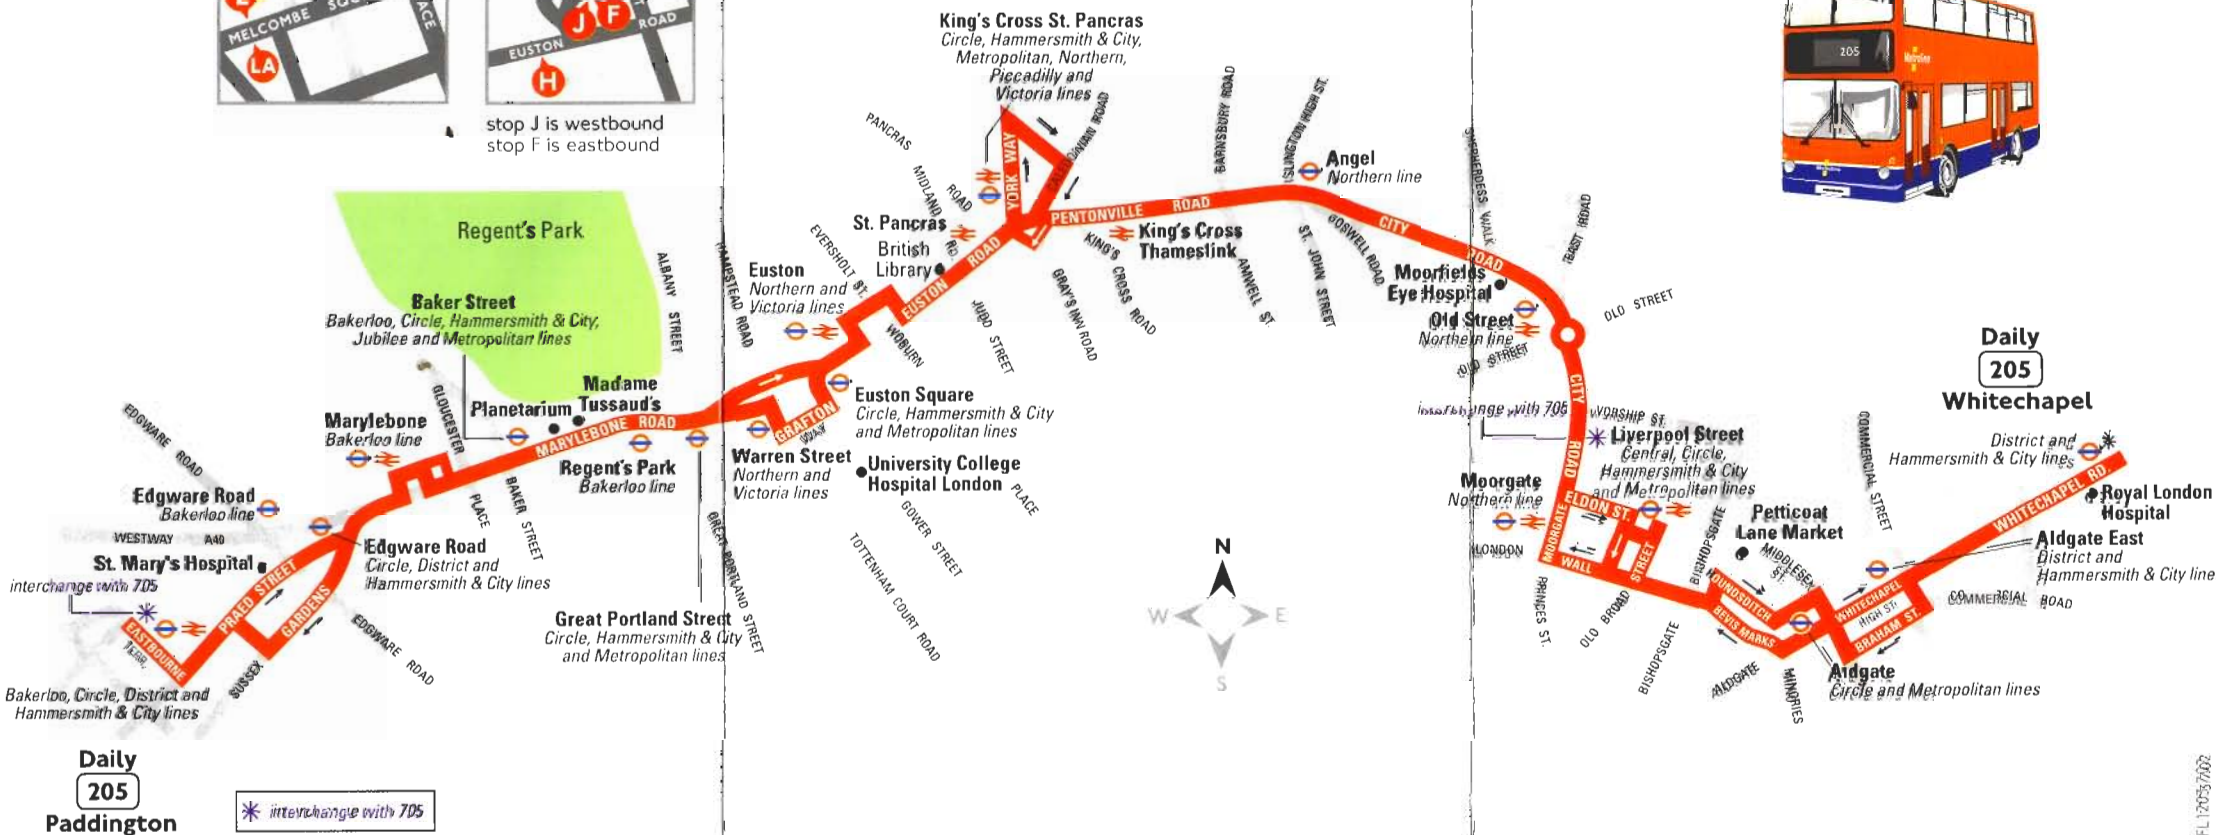 MELCOMBE
LA
EUSTON
ROAD
J
F
H
stop J is westbound
stop F is eastbound
King's Cross St. Pancras
Circle, Hammersmith & City,
Metropolitan, Northern,
Piccadilly and
Victoria lines
205
Metroline
PANCRAS
ROAD
MIDLAND
RD.
YORK WAY
BARNSBURY ROAD
ISLINGTON HIGH ST.
Angel
Northern line
SHEPHERDESS WALK
EAST ROAD
Regent's Park
ALBANY STREET
HAMPSTEAD ROAD
EVERSHOLT ST.
St. Pancras
British
Library
EUSTON
ROAD
PENTONVILLE
ROAD
King's Cross
Thameslink
KING'S
CROSS ROAD
GRAY'S INN ROAD
JUDD STREET
AMWELL ST.
ST. JOHN STREET
GOSWELL ROAD
CITY
ROAD
Moorfields
Eye Hospital
Old Street
Northern line
OLD STREET
OLD STREET
Euston
Northern and
Victoria lines
WOBURN
PLACE
Baker Street
Bakerloo, Circle, Hammersmith & City,
Jubilee and Metropolitan lines
Madame
Tussaud's
Planetarium
GLOUCESTER
PLACE
MARYLEBONE
ROAD
Marylebone
Bakerloo line
EDGWARE ROAD
Regent's Park
Bakerloo line
Warren Street
Northern and
Victoria lines
GRAFTON
WAY
Euston Square
Circle, Hammersmith & City
and Metropolitan lines
University College
Hospital London
GOWER STREET
TOTTENHAM COURT ROAD
GREAT PORTLAND STREET
BAKER STREET
Great Portland Street
Circle, Hammersmith & City
and Metropolitan lines
Edgware Road
Bakerloo line
Edgware Road
Circle, District and
Hammersmith & City lines
WESTWAY
A40
St. Mary's Hospital
interchange with 705
EASTBOURNE
TERR.
PRAED STREET
SUSSEX
GARDENS
EDGWARE ROAD
Bakerloo, Circle, District and
Hammersmith & City lines
Daily
205
Paddington
interchange with 705
N
W
E
S
interchange with 705
CITY
ROAD
WORSHIP ST.
Liverpool Street
Central, Circle,
Hammersmith & City
and Metropolitan lines
Moorgate
Northern line
ELDON ST.
MOORGATE
LONDON
WALL
PRINCES ST.
OLD BROAD
STREET
BISHOPSGATE
BISHOPSGATE
Petticoat
Lane Market
MIDDLESEX
ST.
HOUNDSDITCH
BEVIS MARKS
ALDGATE
MINORIES
Aldgate
Circle and Metropolitan lines
COMMERCIAL STREET
WHITECHAPEL
HIGH ST.
BRAHAM ST.
COMMERCIAL ROAD
Aldgate East
District and
Hammersmith & City line
WHITECHAPEL RD.
Royal London
Hospital
District and
Hammersmith & City lines
Daily
205
Whitechapel